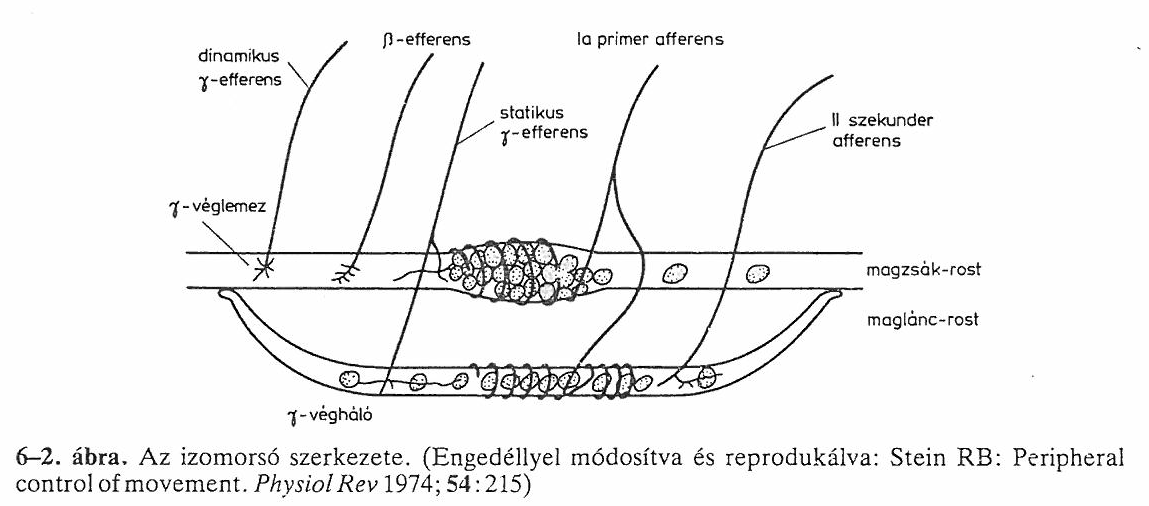 dinamikus
γ-efferens
β-efferens
Ia primer afferens
statikus
γ-efferens
II szekunder
afferens
γ-véglemez
magzsák-rost
maglánc-rost
γ-végháló
6–2. ábra. Az izomorsó szerkezete. (Engedéllyel módosítva és reprodukálva: Stein RB: Peripheral
control of movement. Physiol Rev 1974; 54:215)